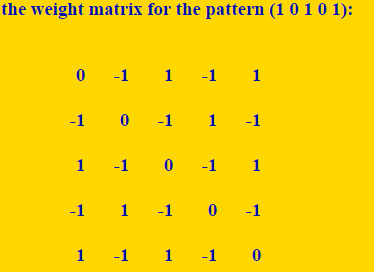 the weight matrix for the pattern (1 0 1 0 1):
0 -1 1 -1 1
-1 0 -1 1 -1
1 -1 0 -1 1
-1 1 -1 0 -1
1 -1 1 -1 0